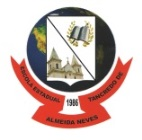 ESCOLA ESTADUAL TANCREDO DE
ALMEIDA NEVES
1986